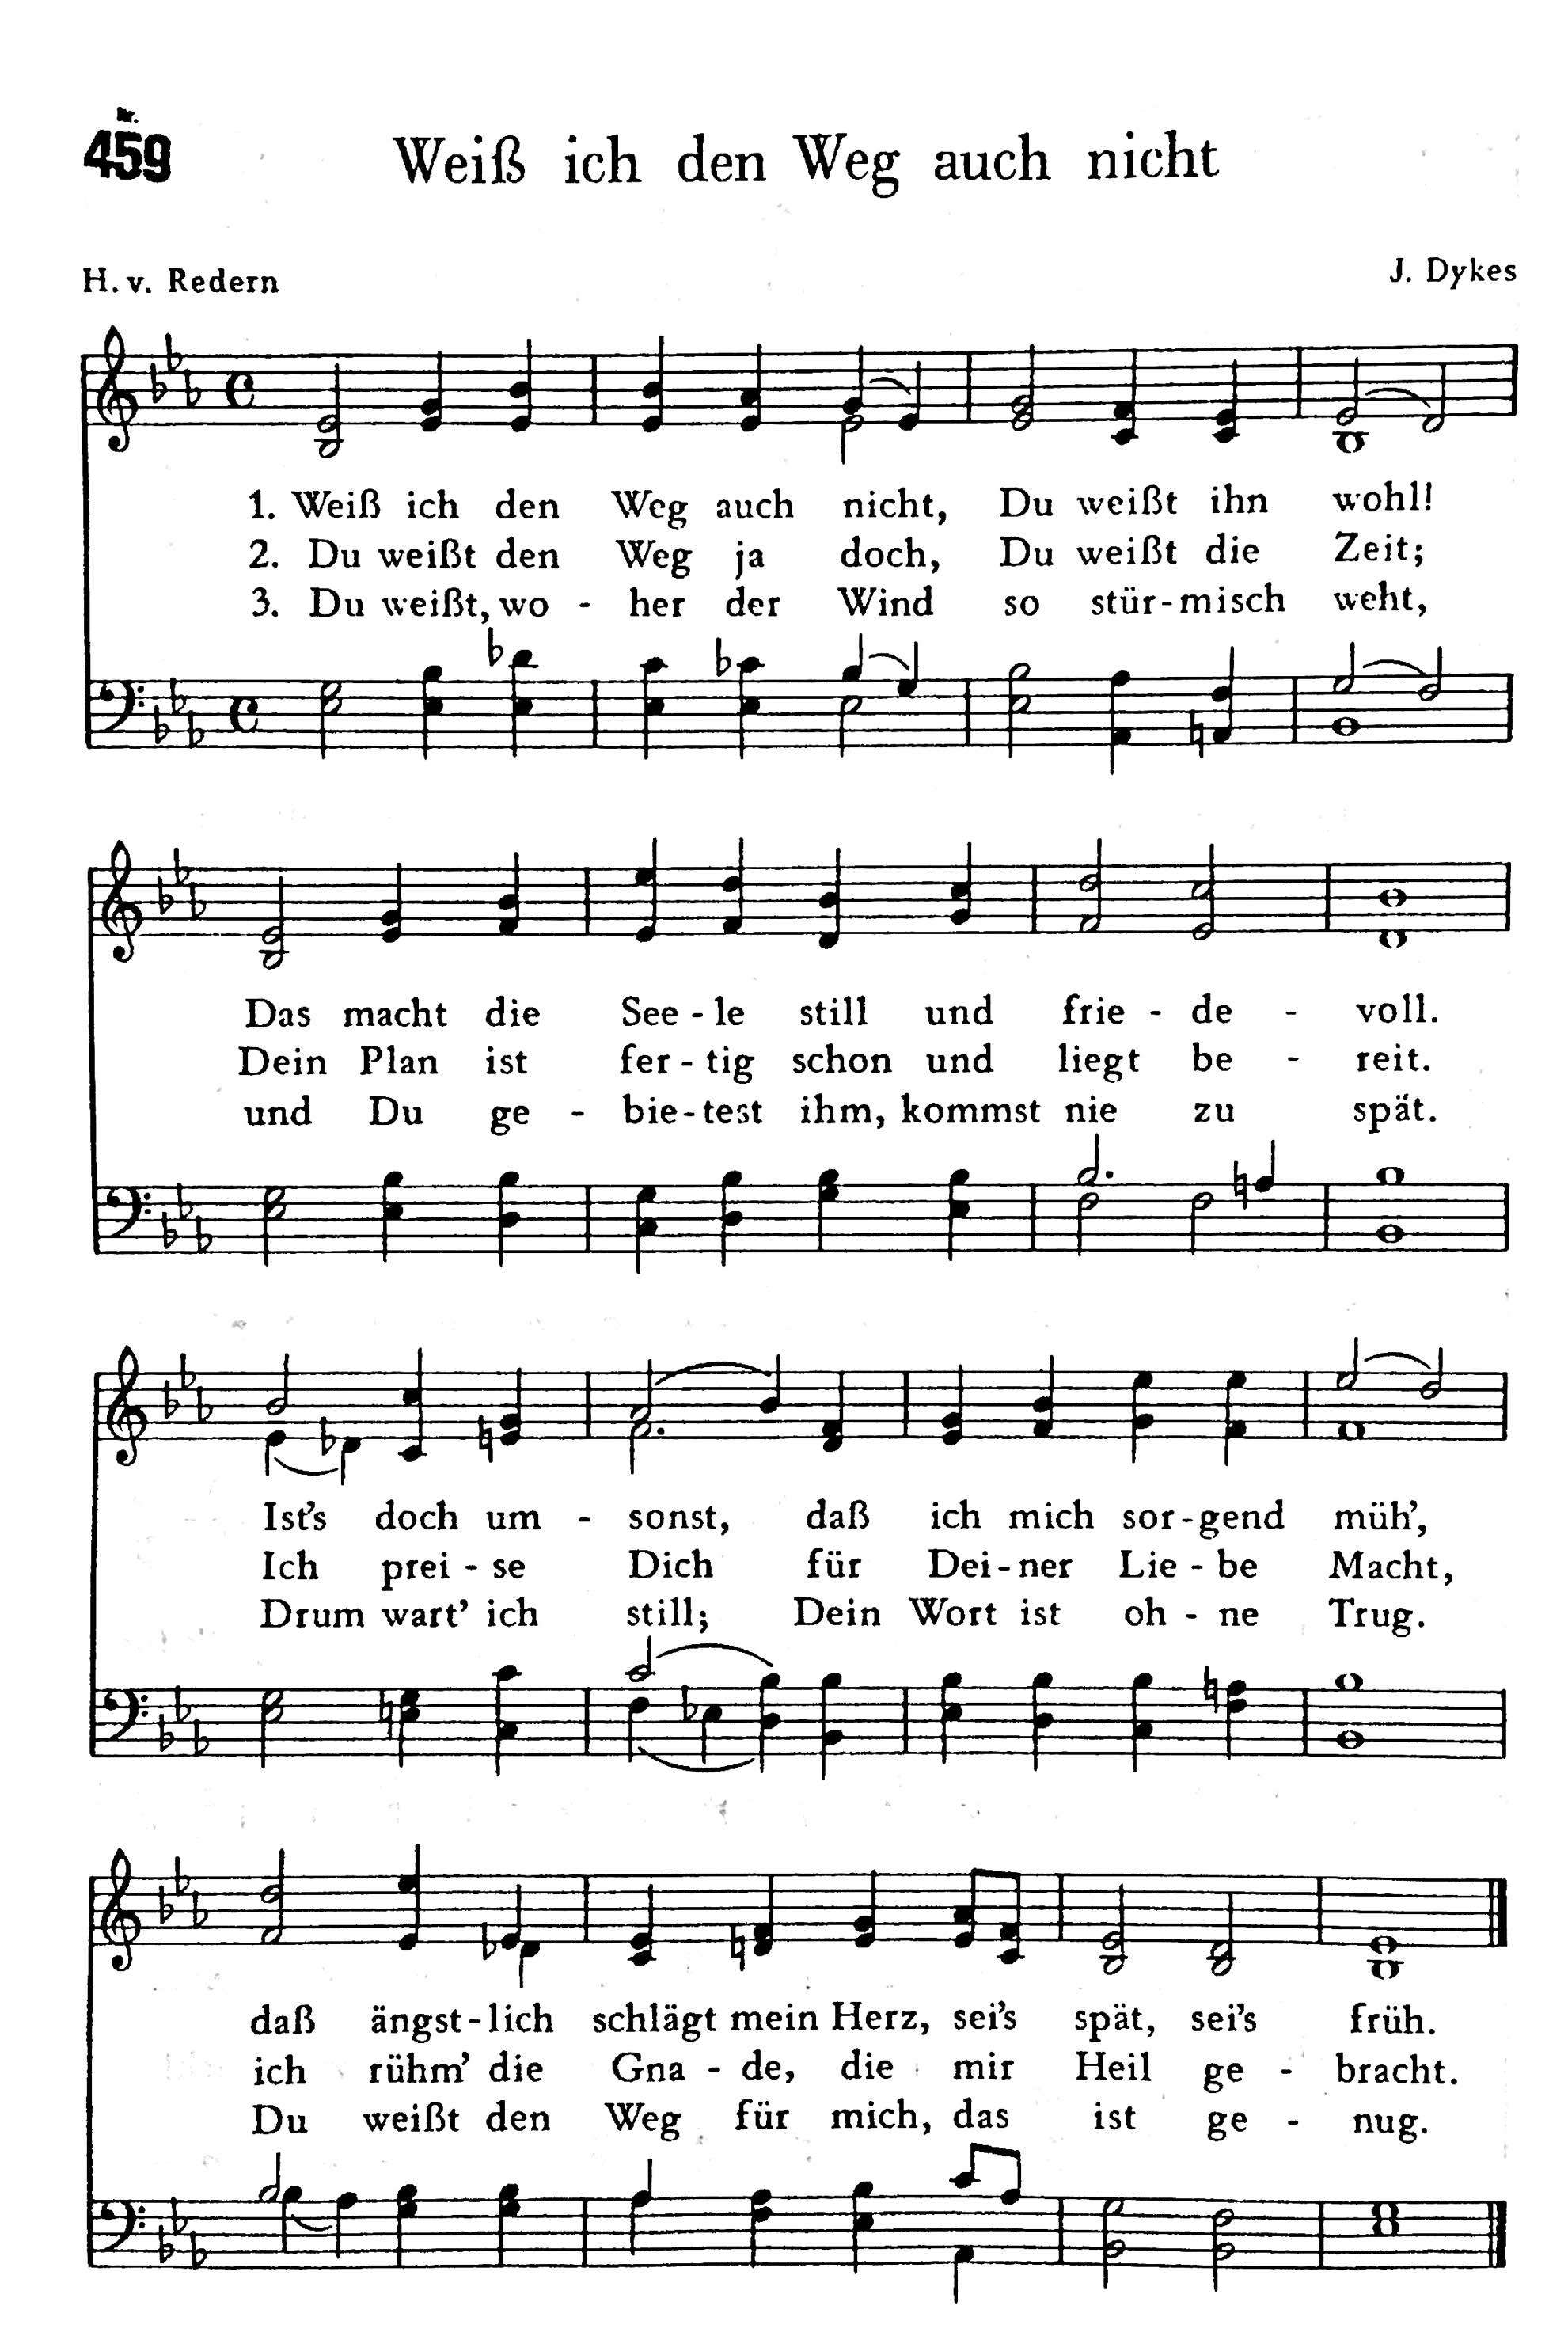 Nr.
459
Weiß ich den Weg auch nicht
H. v. Redern
J. Dykes
1. Weiß ich den Weg auch nicht, Du weißt ihn wohl!
2. Du weißt den Weg ja doch, Du weißt die Zeit;
3. Du weißt, wo - her der Wind so stür-misch weht,
Das macht die See - le still und frie - de - voll.
Dein Plan ist fer - tig schon und liegt be - reit.
und Du ge - bie-test ihm, kommst nie zu spät.
Ist's doch um - sonst, daß ich mich sor-gend müh',
Ich prei - se Dich für Dei-ner Lie - be Macht,
Drum wart' ich still; Dein Wort ist oh - ne Trug.
daß ängst-lich schlägt mein Herz, sei's spät, sei's früh.
ich rühm' die Gna - de, die mir Heil ge - bracht.
Du weißt den Weg für mich, das ist ge - nug.